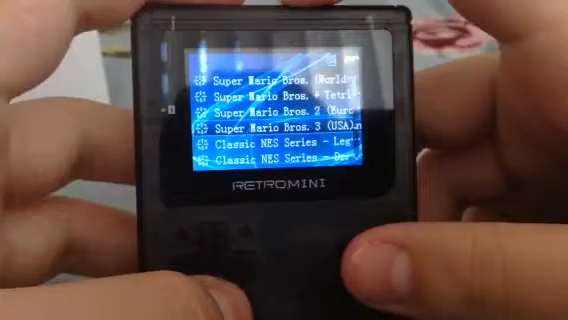 Super Mario Bros. (World
Super Mario Bros. + Tetri
Super Mario Bros. 2 (Euro
Super Mario Bros. 3 (USA).n
Classic NES Series - Leg
Classic NES Series -
RETROMINI